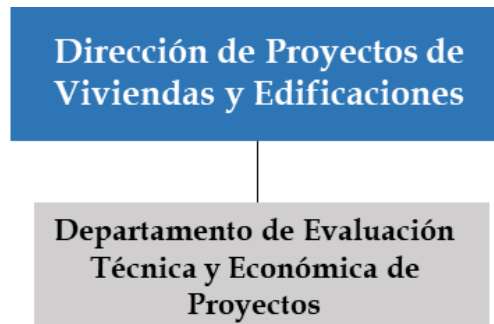 Dirección de Proyectos de
Viviendas y Edificaciones
Departamento de Evaluación
Técnica y Económica de
Proyectos